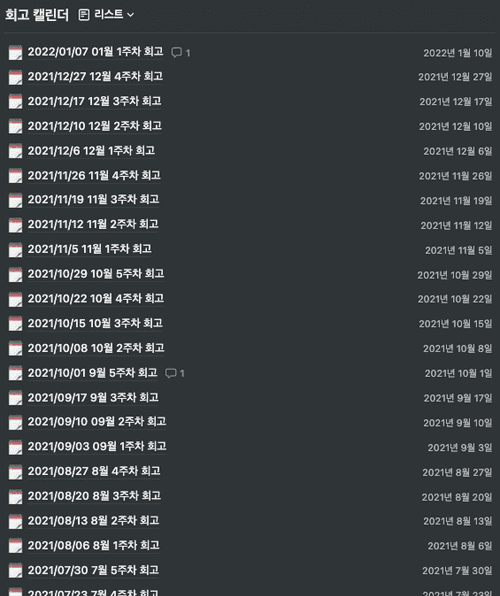 회고 캘린더 리스트
2022/01/07 01월 1주차 회고 1 2022년 1월 10일
2021/12/27 12월 4주차 회고 2021년 12월 27일
2021/12/17 12월 3주차 회고 2021년 12월 17일
2021/12/10 12월 2주차 회고 2021년 12월 10일
2021/12/6 12월 1주차 회고 2021년 12월 6일
2021/11/26 11월 4주차 회고 2021년 11월 26일
2021/11/19 11월 3주차 회고 2021년 11월 19일
2021/11/12 11월 2주차 회고 2021년 11월 12일
2021/11/5 11월 1주차 회고 2021년 11월 5일
2021/10/29 10월 5주차 회고 2021년 10월 29일
2021/10/22 10월 4주차 회고 2021년 10월 22일
2021/10/15 10월 3주차 회고 2021년 10월 15일
2021/10/08 10월 2주차 회고 2021년 10월 8일
2021/10/01 9월 5주차 회고 1 2021년 10월 1일
2021/09/17 9월 3주차 회고 2021년 9월 17일
2021/09/10 09월 2주차 회고 2021년 9월 10일
2021/09/03 09월 1주차 회고 2021년 9월 3일
2021/08/27 8월 4주차 회고 2021년 8월 27일
2021/08/20 8월 3주차 회고 2021년 8월 20일
2021/08/13 8월 2주차 회고 2021년 8월 13일
2021/08/06 8월 1주차 회고 2021년 8월 6일
2021/07/30 7월 5주차 회고 2021년 7월 30일
2021/07/23 7월 4주차 회고 2021년 7월 23일